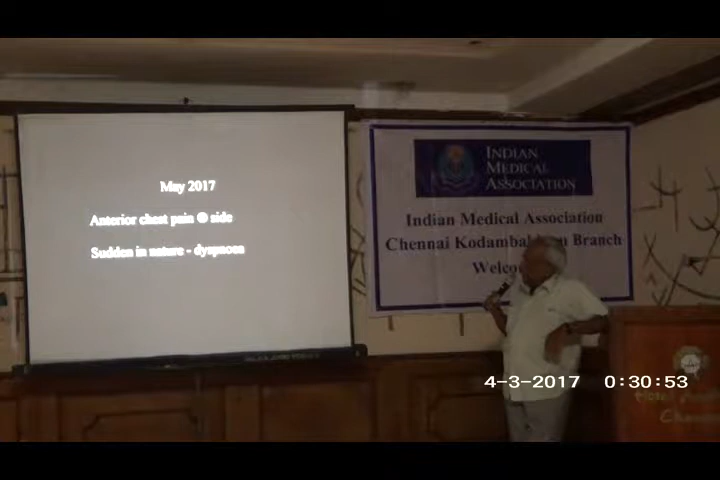 May 2017
Anterior chest pain ® side
Sudden in nature - dyspnoea
INDIAN
MEDICAL
ASSOCIATION
Indian Medical Association
Chennai Branch
4-3-2017 0:30:53